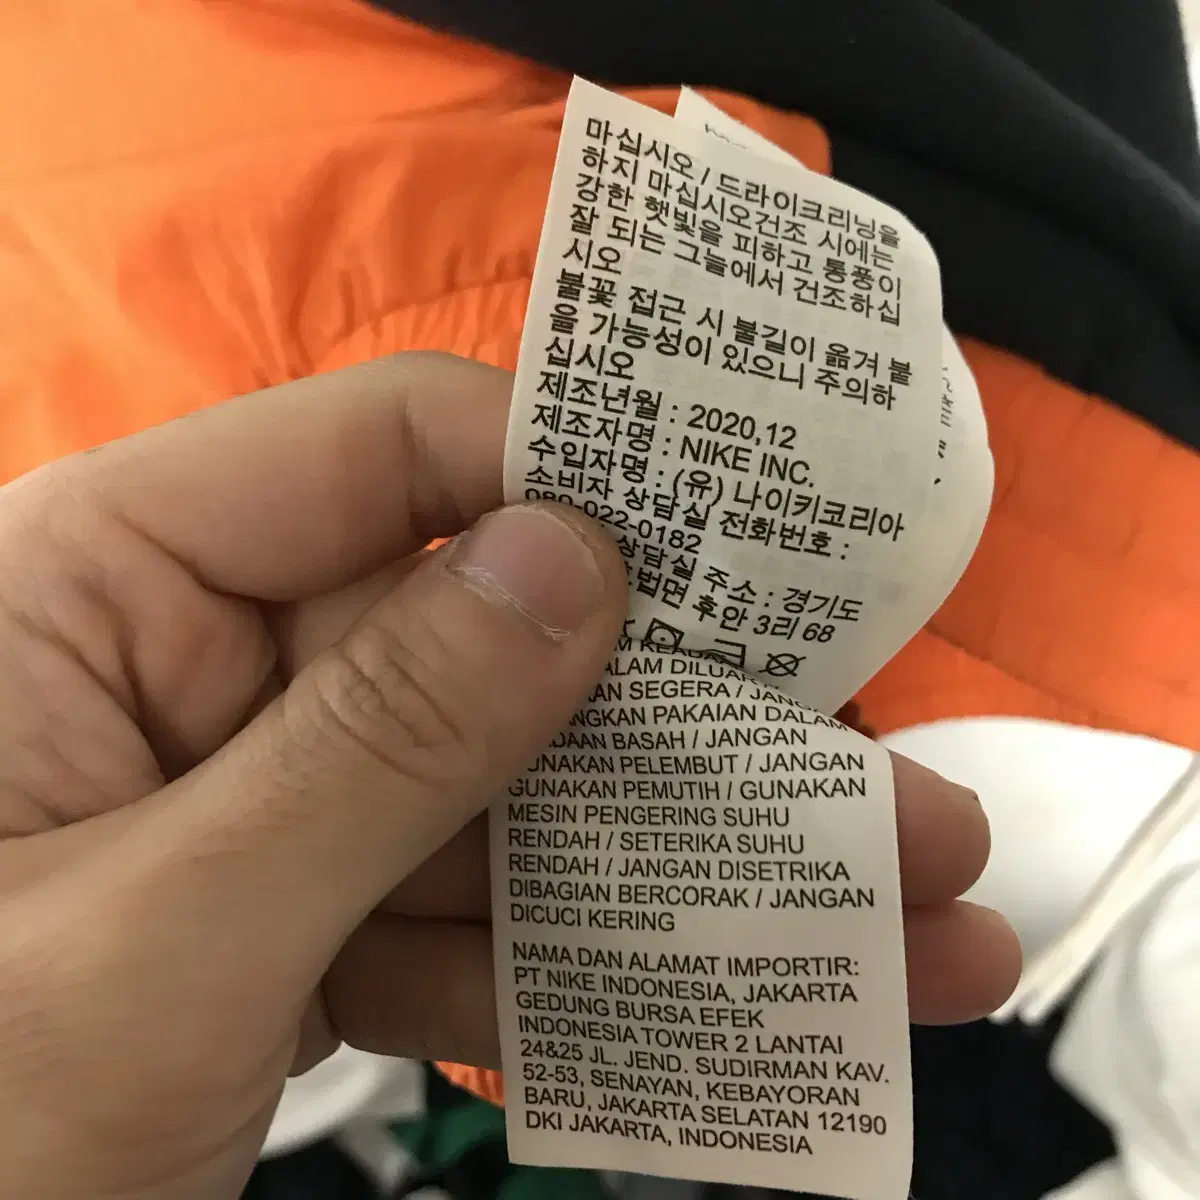 마십시오 / 드라이크리닝을
하지 마십시오건조 시에는
강한 햇빛을 피하고 통풍이
잘 되는 그늘에서 건조하십
시오
불꽃 접근 시 불길이 옮겨 붙
을 가능성이 있으니 주의하
십시오
제조년월 : 2020,12
제조자명 : NIKE INC.
수입자명 : (유) 나이키코리아
소비자 상담실 전화번호 :
080-022-0182
상담실 주소 : 경기도
후안 3리 68
DILUAR
SEGERA /
PAKAIAN DALAM
BASAH / JANGAN
GUNAKAN PELEMBUT / JANGAN
GUNAKAN PEMUTIH / GUNAKAN
MESIN PENGERING SUHU
RENDAH / SETERIKA SUHU
RENDAH / JANGAN DISETRIKA
DIBAGIAN BERCORAK / JANGAN
DICUCI KERING
NAMA DAN ALAMAT IMPORTIR:
PT NIKE INDONESIA, JAKARTA
GEDUNG BURSA EFEK
INDONESIA TOWER 2 LANTAI
24&25 JL. JEND. SUDIRMAN KAV.
52-53, SENAYAN, KEBAYORAN
BARU, JAKARTA SELATAN 12190
DKI JAKARTA, INDONESIA